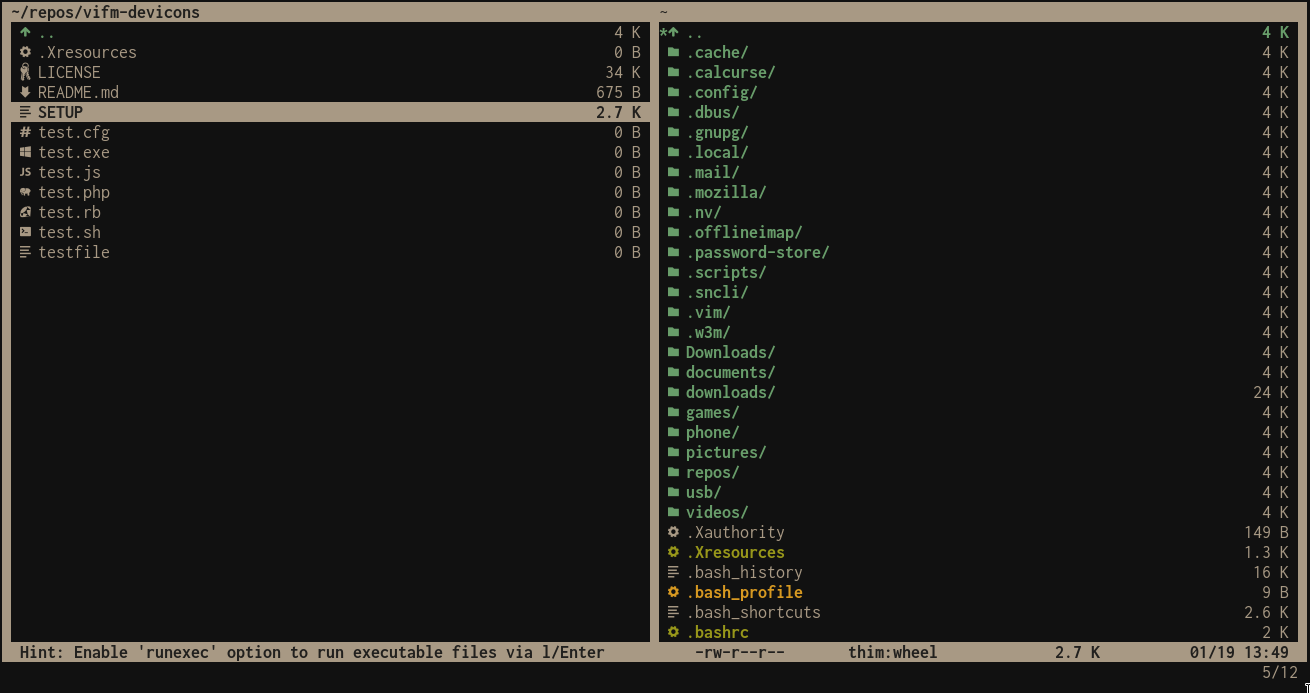 ~/repos/vifm-devicons
..    4 K
.Xresources    0 B
LICENSE    34 K
README.md    675 B
SETUP    2.7 K
# test.cfg    0 B
test.exe    0 B
JS test.js    0 B
test.php    0 B
test.rb    0 B
test.sh    0 B
testfile    0 B
~
*..    4 K
.cache/    4 K
.calcurse/    4 K
.config/    4 K
.dbus/    4 K
.gnupg/    4 K
.local/    4 K
.mail/    4 K
.mozilla/    4 K
.nv/    4 K
.offlineimap/    4 K
.password-store/    4 K
.scripts/    4 K
.sncli/    4 K
.vim/    4 K
.w3m/    4 K
Downloads/    4 K
documents/    4 K
downloads/    24 K
games/    4 K
phone/    4 K
pictures/    4 K
repos/    4 K
usb/    4 K
videos/    4 K
.Xauthority    149 B
.Xresources    1.3 K
.bash_history    16 K
.bash_profile    9 B
.bash_shortcuts    2.6 K
.bashrc    2 K
Hint: Enable 'runexec' option to run executable files via l/Enter    -rw-r--r--    thim:wheel    2.7 K    01/19 13:49
5/12